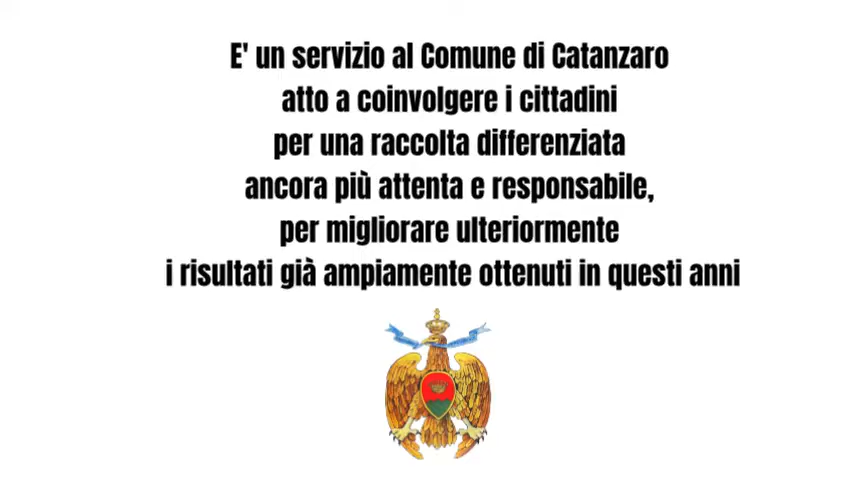 E' un servizio al Comune di Catanzaro
atto a coinvolgere i cittadini
per una raccolta differenziata
ancora più attenta e responsabile,
per migliorare ulteriormente
i risultati già ampiamente ottenuti in questi anni